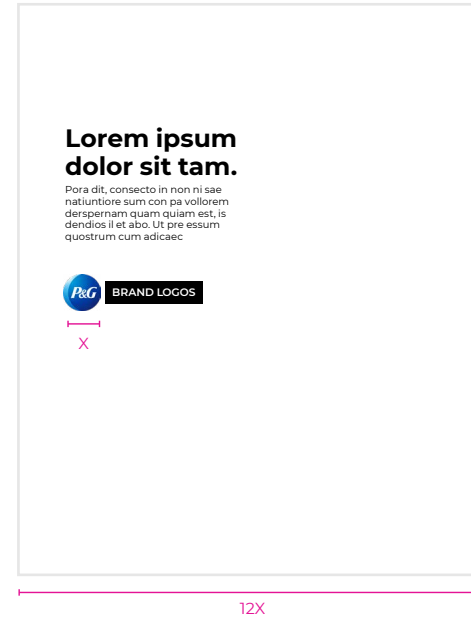 Lorem ipsum
dolor sit tam.
Pora dit, consecto in non ni sae
natiuntiore sum con pa vollorem
derspernam quam quiam est, is
dendios il et abo. Ut pre essum
quostrum cum adicaec
P&G BRAND LOGOS
X
12X